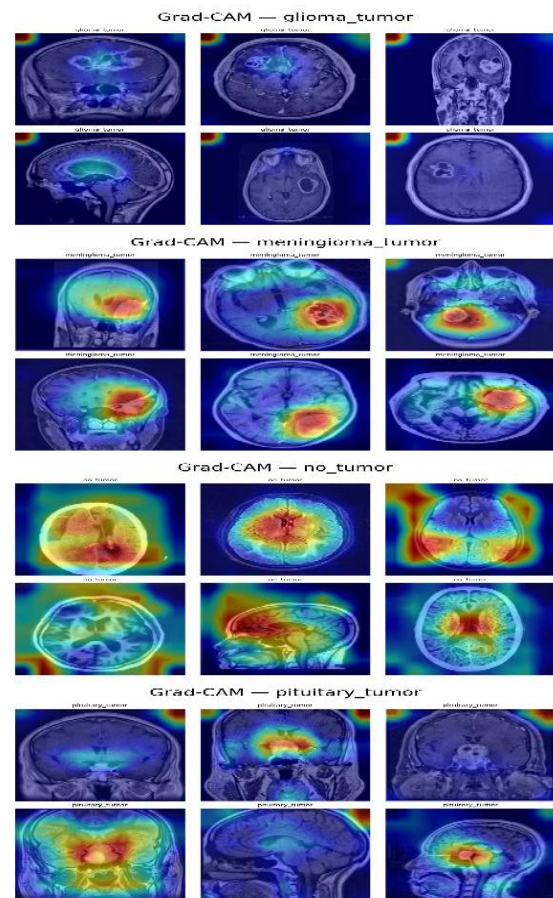 Grad-CAM — glioma_tumor
glioma_tumor glioma_tumor glioma_tumor
glioma_tumor glioma_tumor glioma_tumor
Grad-CAM — meningioma_tumor
meningioma_tumor meningioma_tumor meningioma_tumor
meningioma_tumor meningioma_tumor meningioma_tumor
Grad-CAM — no_tumor
no_tumor no_tumor no_tumor
no_tumor no_tumor no_tumor
Grad-CAM — pituitary_tumor
pituitary_tumor pituitary_tumor pituitary_tumor
pituitary_tumor pituitary_tumor pituitary_tumor